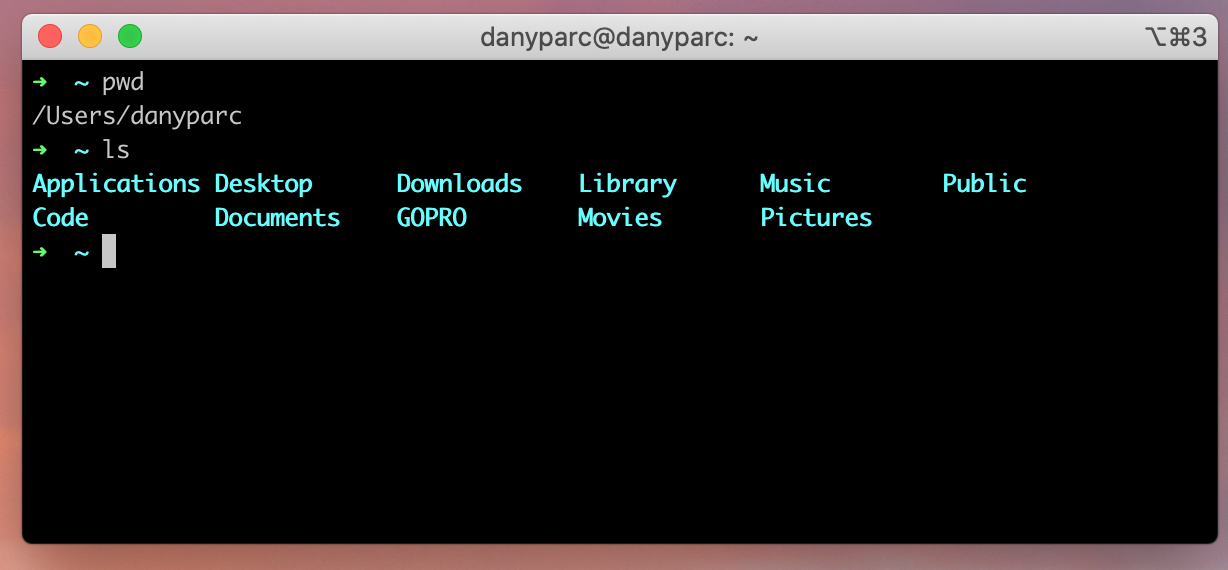 danyparc@danyparc: ~ ⌥⌘3
➜ ~ pwd
/Users/danyparc
➜ ~ ls
Applications Desktop Downloads Library Music Public
Code Documents GOPRO Movies Pictures
➜ ~